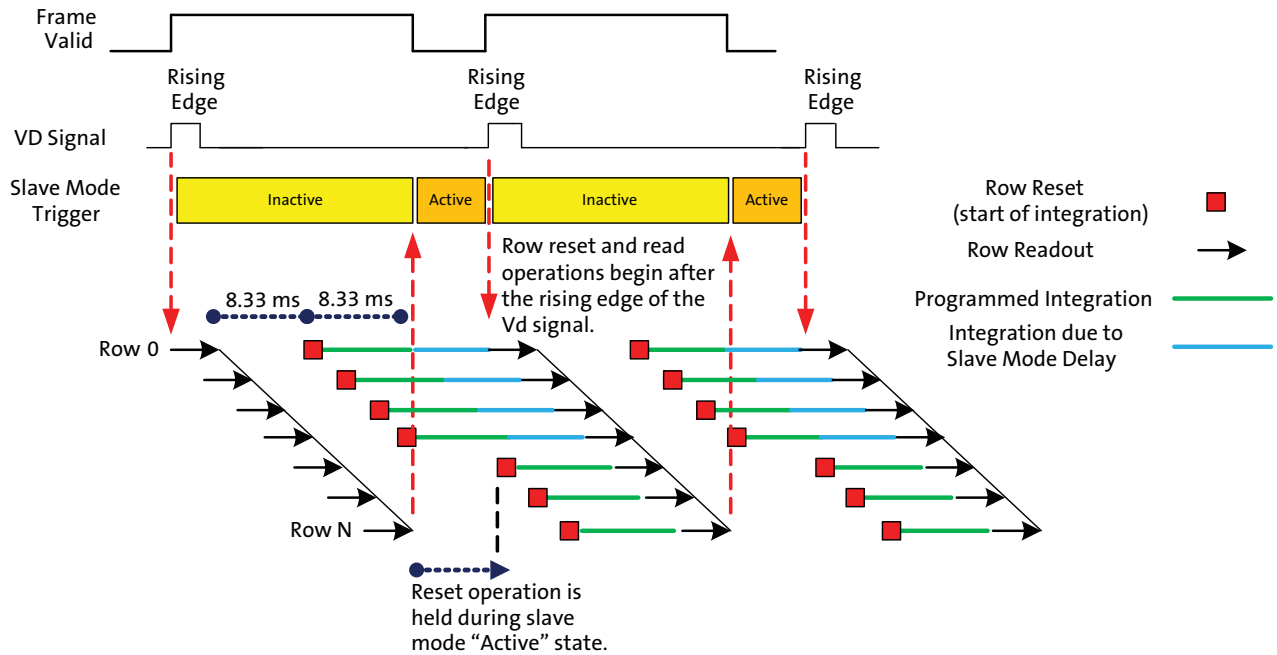 Frame
Valid
Rising
Edge
Rising
Edge
Rising
Edge
VD Signal
Slave Mode
Trigger
Inactive
Active
Inactive
Active
Row Reset
(start of integration)
Row Readout
Programmed Integration
Integration due to
Slave Mode Delay
Row reset and read
operations begin after
the rising edge of the
Vd signal.
8.33 ms
8.33 ms
Row 0
Row N
Reset operation is
held during slave
mode “Active” state.